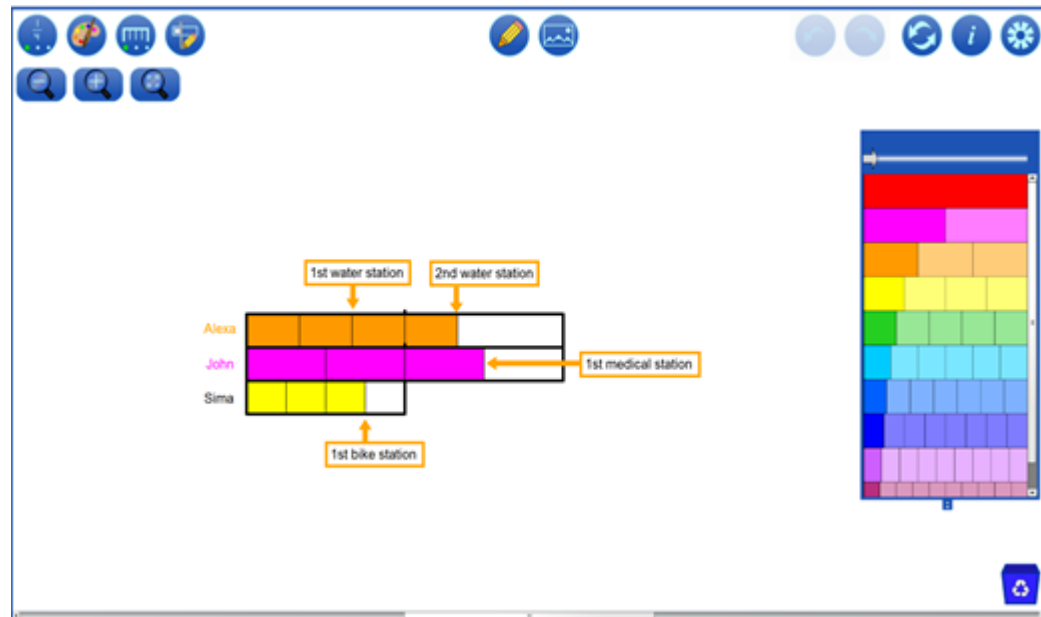 1st water station
2nd water station
Alexa
John
1st medical station
Sima
1st bike station